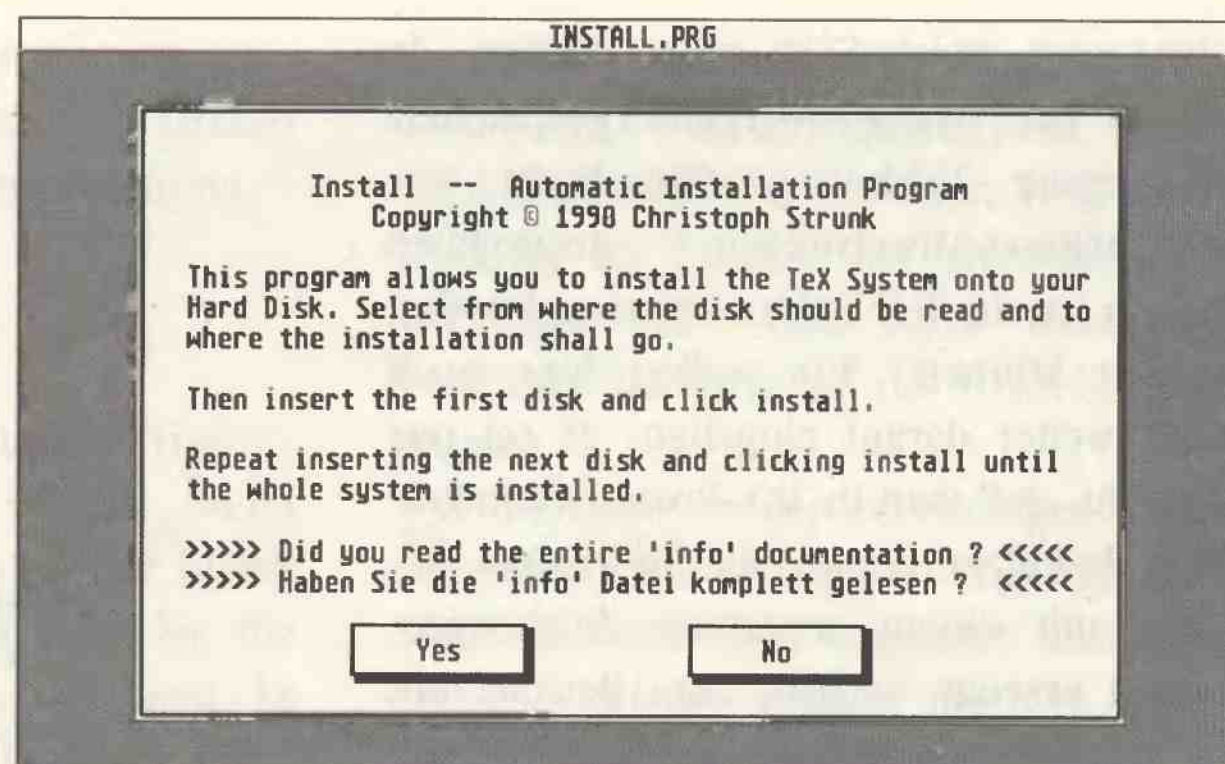 INSTALL.PRG
Install -- Automatic Installation Program
Copyright © 1990 Christoph Strunk
This program allows you to install the TeX System onto your
Hard Disk. Select from where the disk should be read and to
where the installation shall go.
Then insert the first disk and click install.
Repeat inserting the next disk and clicking install until
the whole system is installed.
>>>>> Did you read the entire 'info' documentation ? <<<<<
>>>>> Haben Sie die 'info' Datei komplett gelesen ? <<<<<
Yes No